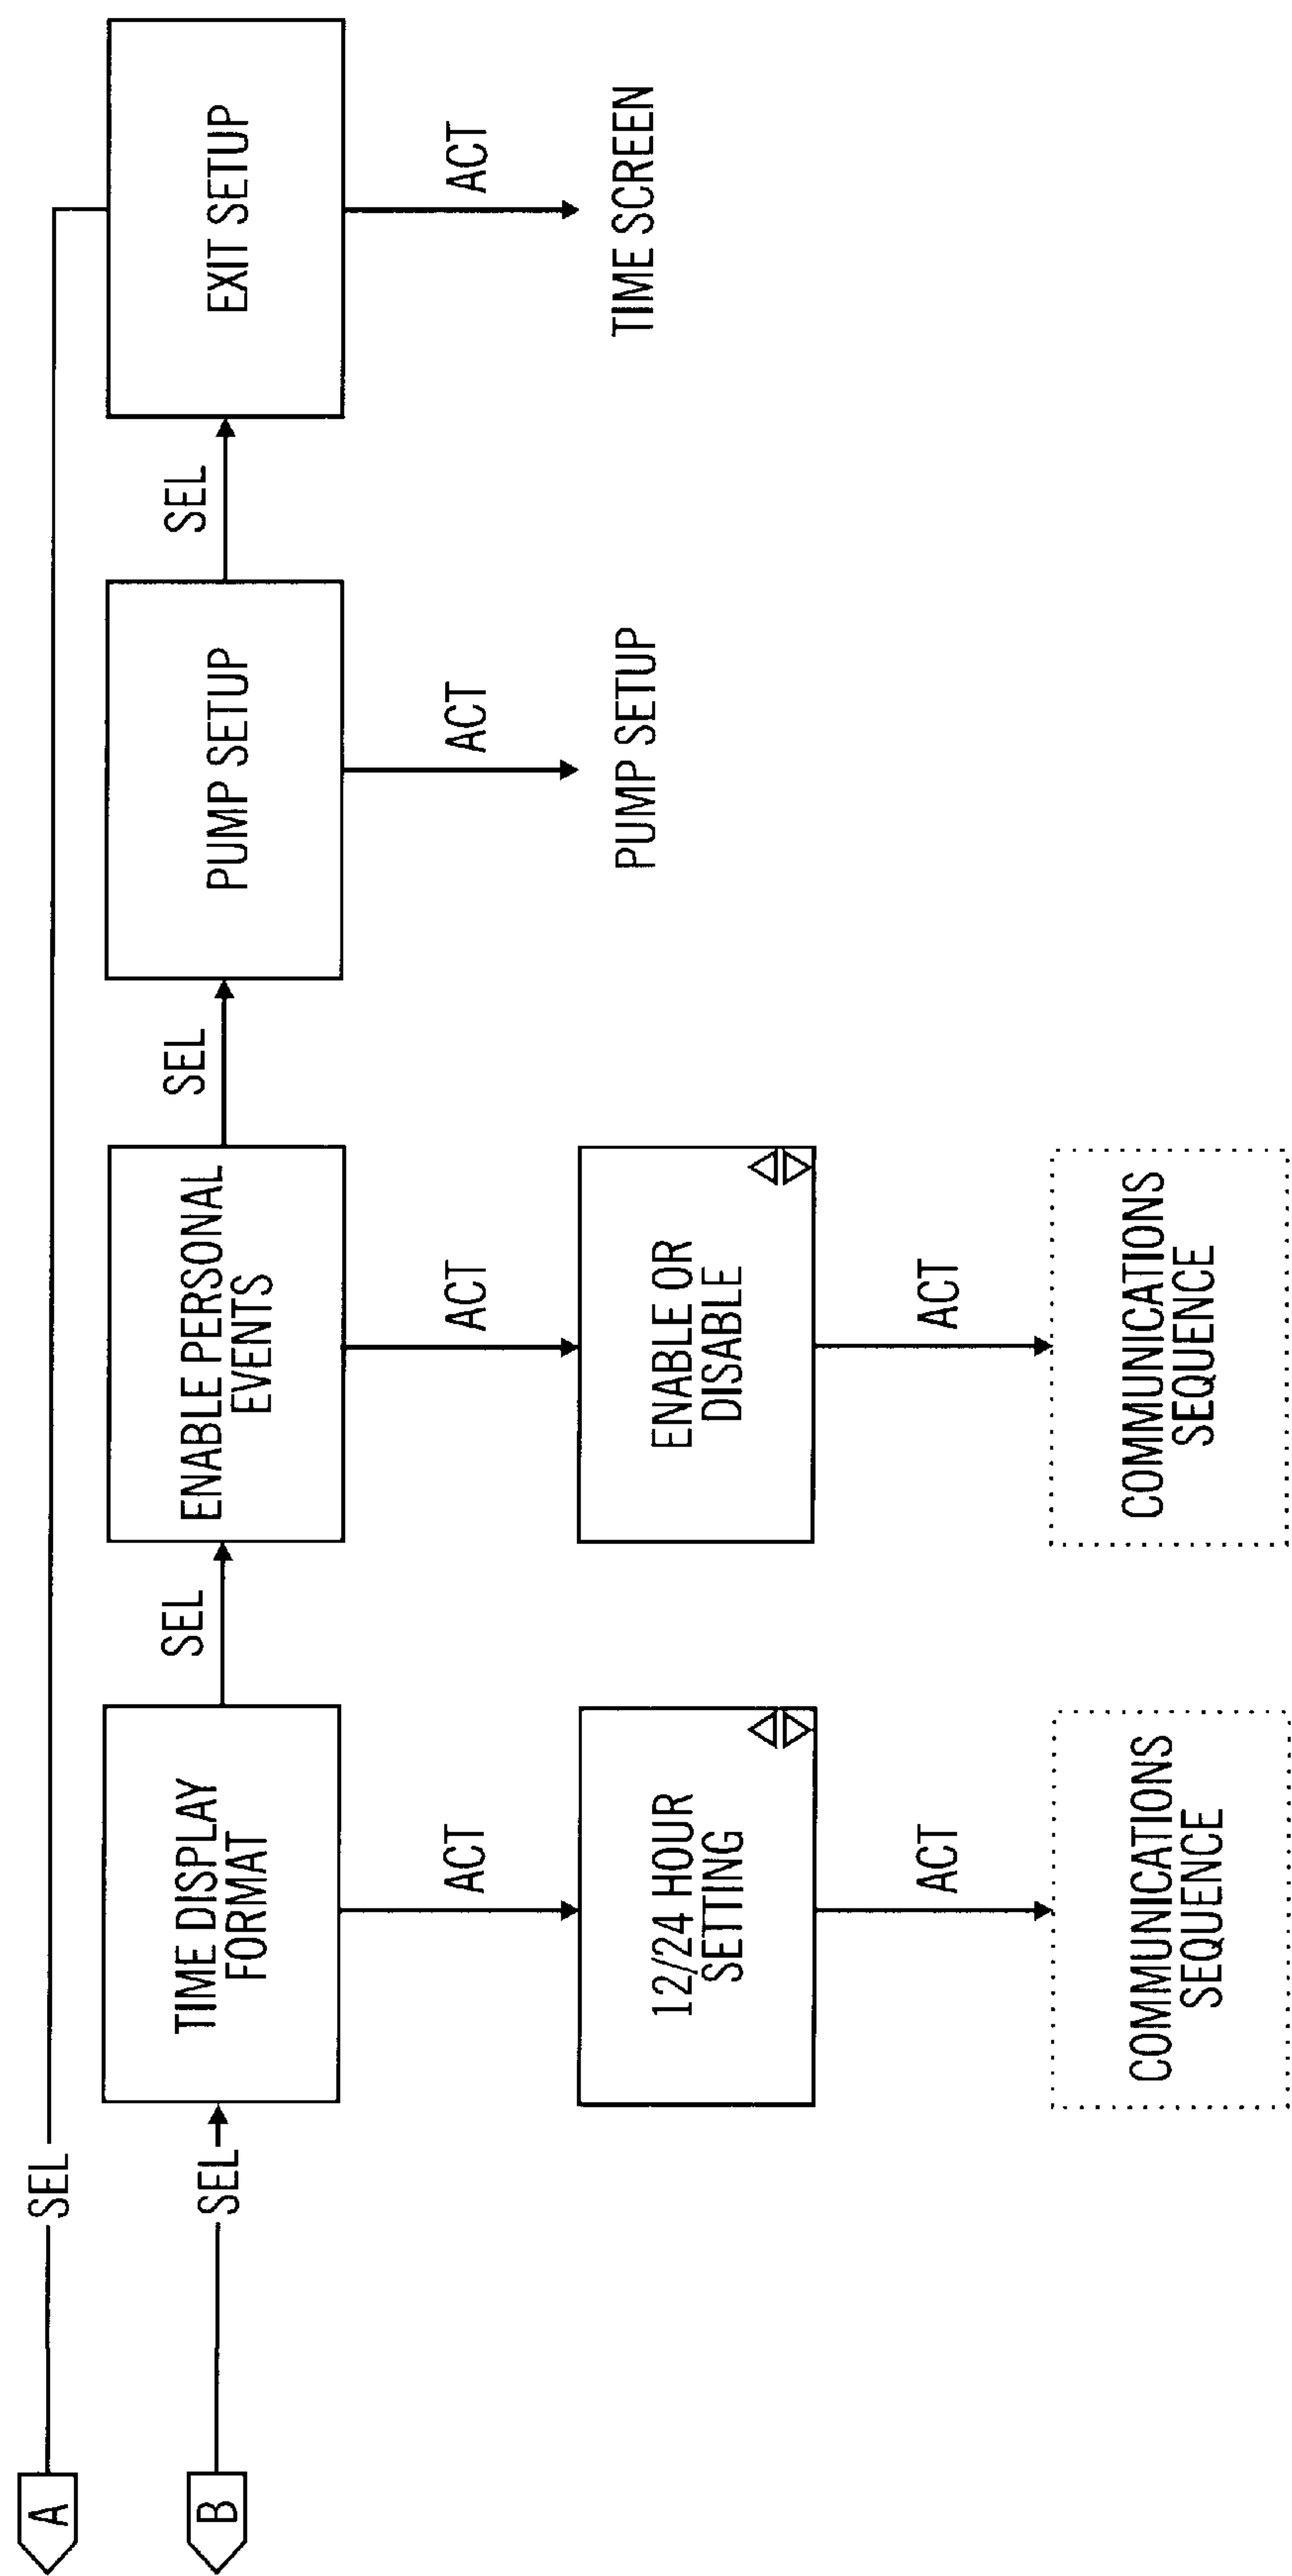 A
SEL
B
SEL
TIME DISPLAY
FORMAT
SEL
ENABLE PERSONAL
EVENTS
SEL
PUMP SETUP
SEL
EXIT SETUP
ACT
ACT
ACT
ACT
12/24 HOUR
SETTING
ENABLE OR
DISABLE
PUMP SETUP
TIME SCREEN
ACT
ACT
COMMUNICATIONS
SEQUENCE
COMMUNICATIONS
SEQUENCE